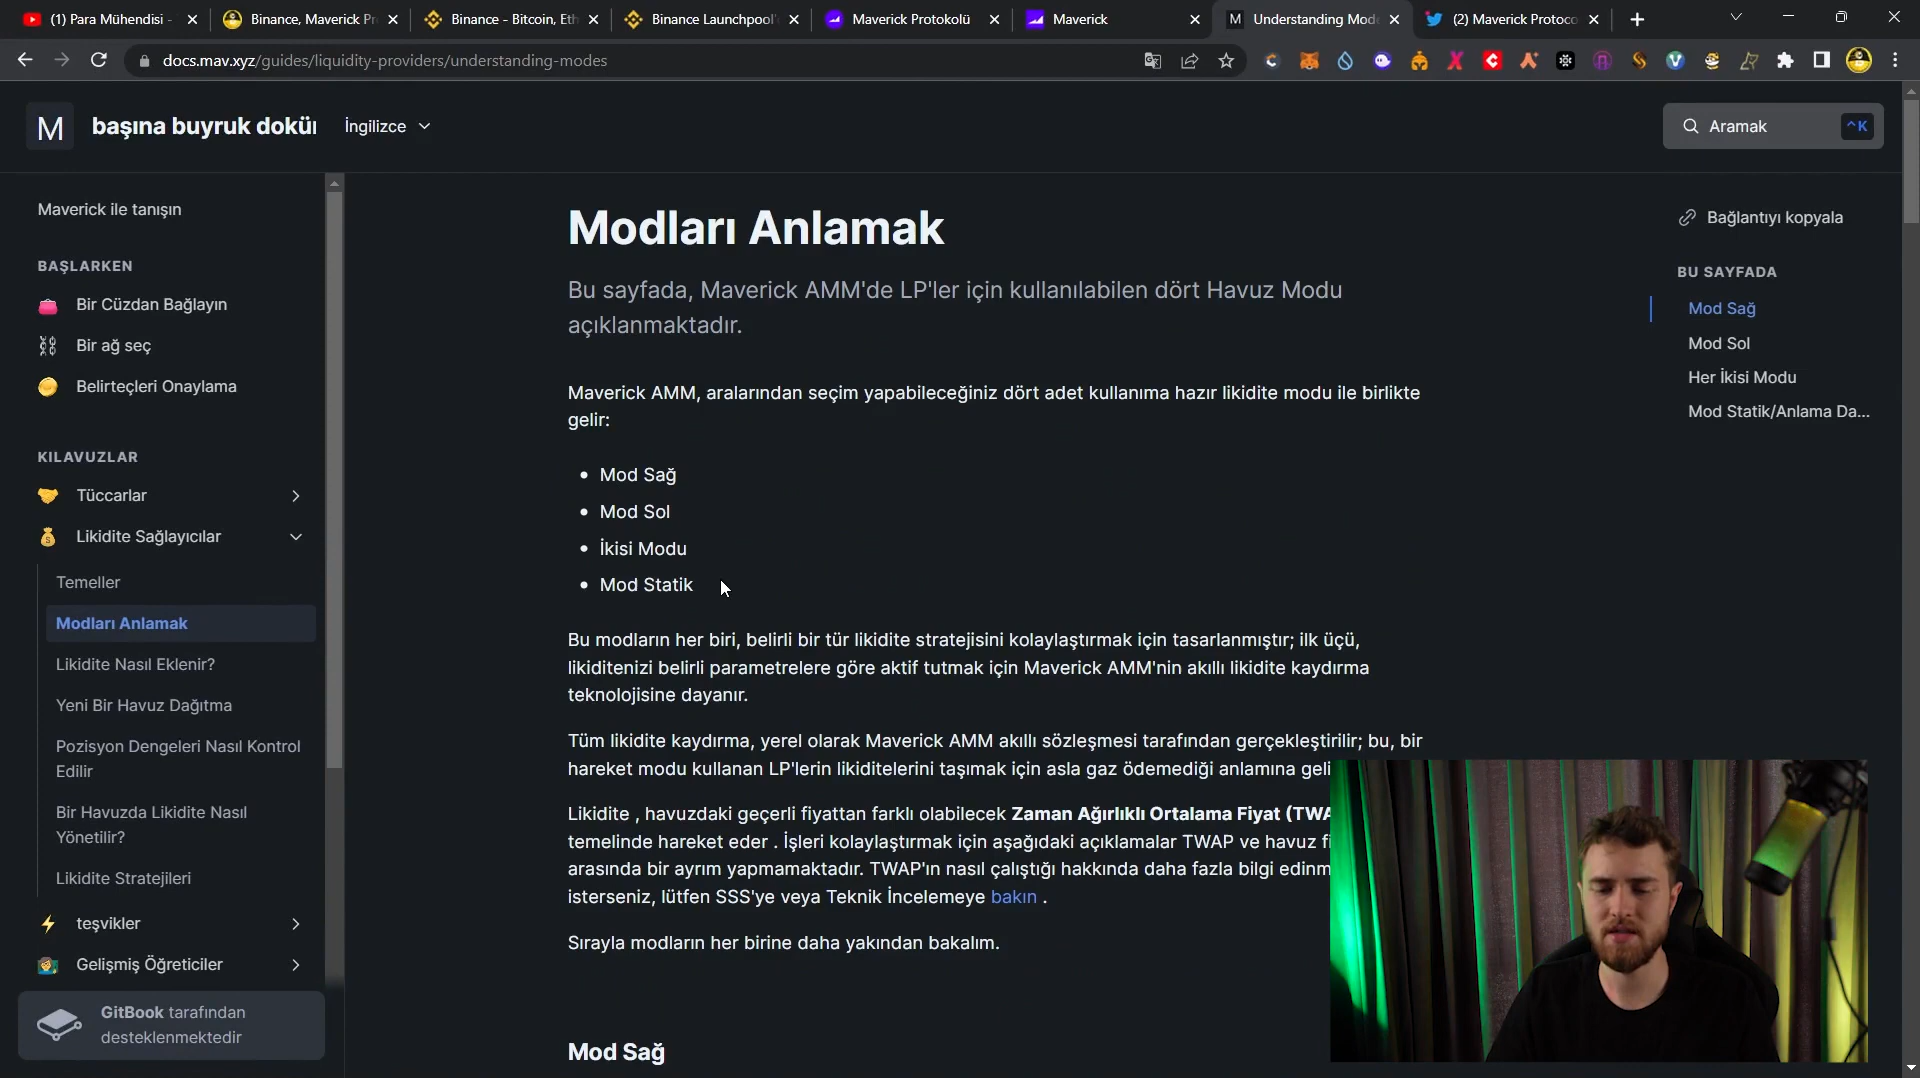 (1) Para Mühendisi -
Binance, Maverick Pr
Binance - Bitcoin, Eth
Binance Launchpool'
Maverick Protokolü
Maverick
Understanding Mode
(2) Maverick Protoco
docs.mav.xyz/guides/liquidity-providers/understanding-modes
M
başına buyruk dokü
İngilizce
Aramak
^K
Maverick ile tanışın
BAŞLARKEN
Bir Cüzdan Bağlayın
Bir ağ seç
Belirteçleri Onaylama
KILAVUZLAR
Tüccarlar
Likidite Sağlayıcılar
Temeller
Modları Anlamak
Likidite Nasıl Eklenir?
Yeni Bir Havuz Dağıtma
Pozisyon Dengeleri Nasıl Kontrol
Edilir
Bir Havuzda Likidite Nasıl
Yönetilir?
Likidite Stratejileri
teşvikler
Gelişmiş Öğreticiler
GitBook tarafından
desteklenmektedir
Modları Anlamak
Bu sayfada, Maverick AMM'de LP'ler için kullanılabilen dört Havuz Modu
açıklanmaktadır.
Maverick AMM, aralarından seçim yapabileceğiniz dört adet kullanıma hazır likidite modu ile birlikte
gelir:
• Mod Sağ
• Mod Sol
• İkisi Modu
• Mod Statik
Bu modların her biri, belirli bir tür likidite stratejisini kolaylaştırmak için tasarlanmıştır; ilk üçü,
likiditenizi belirli parametrelere göre aktif tutmak için Maverick AMM'nin akıllı likidite kaydırma
teknolojisine dayanır.
Tüm likidite kaydırma, yerel olarak Maverick AMM akıllı sözleşmesi tarafından gerçekleştirilir; bu, bir
hareket modu kullanan LP'lerin likiditelerini taşımak için asla gaz ödemediği anlamına geli
Likidite , havuzdaki geçerli fiyattan farklı olabilecek Zaman Ağırlıklı Ortalama Fiyat (TWA
temelinde hareket eder . İşleri kolaylaştırmak için aşağıdaki açıklamalar TWAP ve havuz fi
arasında bir ayrım yapmamaktadır. TWAP'ın nasıl çalıştığı hakkında daha fazla bilgi edinm
isterseniz, lütfen SSS'ye veya Teknik İncelemeye bakın .
Sırayla modların her birine daha yakından bakalım.
Mod Sağ
Bağlantıyı kopyala
BU SAYFADA
Mod Sağ
Mod Sol
Her İkisi Modu
Mod Statik/Anlama Da...